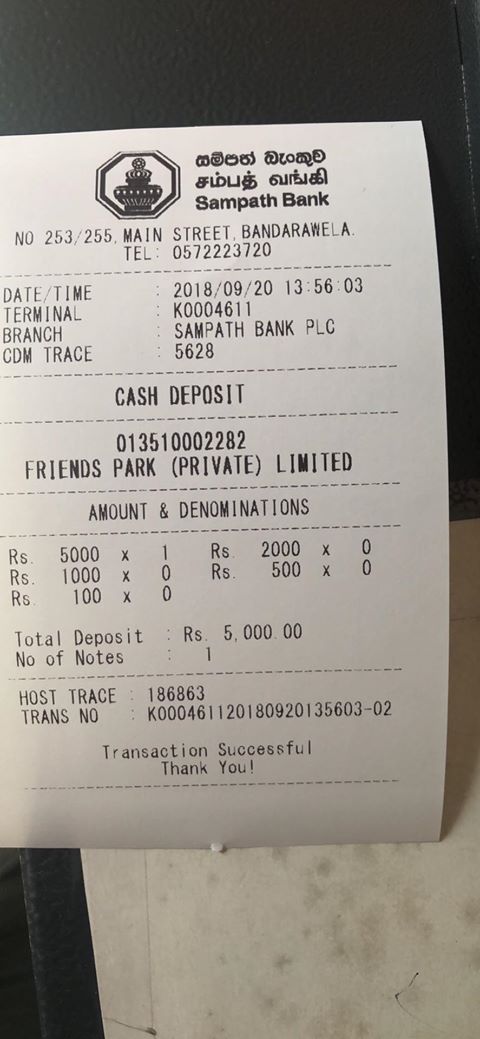 සම්පත් බැංකුව
சம்பத் வங்கி
Sampath Bank
NO 253/255, MAIN STREET, BANDARAWELA.
TEL: 0572223720
DATE/TIME : 2018/09/20 13:56:03
TERMINAL : K0004611
BRANCH : SAMPATH BANK PLC
CDM TRACE : 5628
CASH DEPOSIT
013510002282
FRIENDS PARK (PRIVATE) LIMITED
AMOUNT & DENOMINATIONS
Rs. 5000 x 1 Rs. 2000 x 0
Rs. 1000 x 0 Rs. 500 x 0
Rs. 100 x 0
Total Deposit : Rs. 5,000.00
No of Notes : 1
HOST TRACE : 186863
TRANS NO : K000461120180920135603-02
Transaction Successful
Thank You!